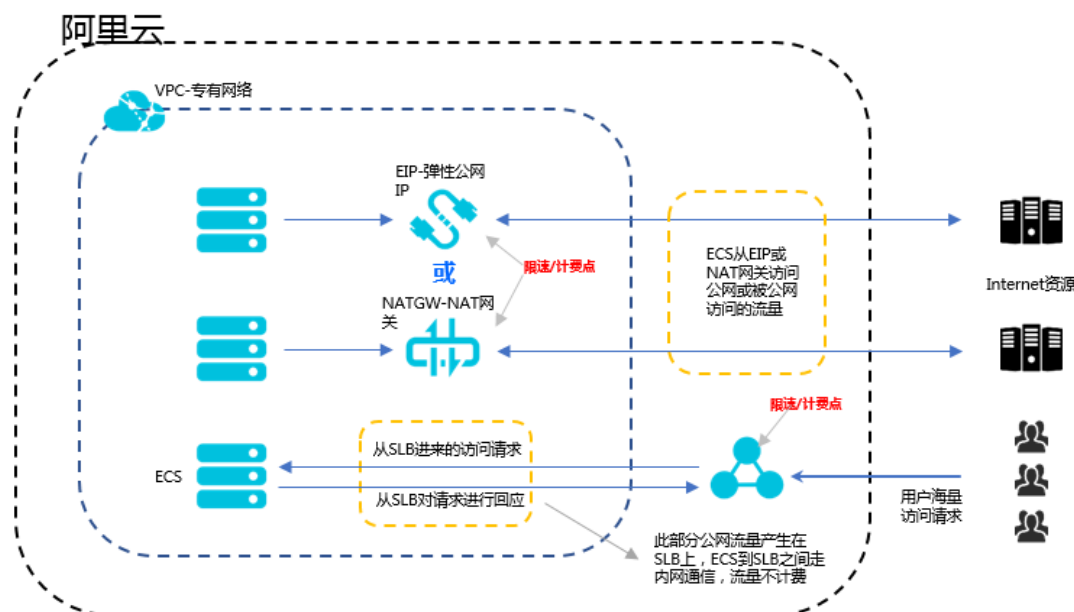 阿里云
VPC-专有网络
EIP-弹性公网
IP
或
限速/计费点
NATGW-NAT网
关
ECS从EIP或
NAT网关访问
公网或被公网
访问的流量
Internet资源
限速/计费点
从SLB进来的访问请求
ECS
从SLB对请求进行回应
用户海量
访问请求
此部分公网流量产生在
SLB上，ECS到SLB之间走
内网通信，流量不计费